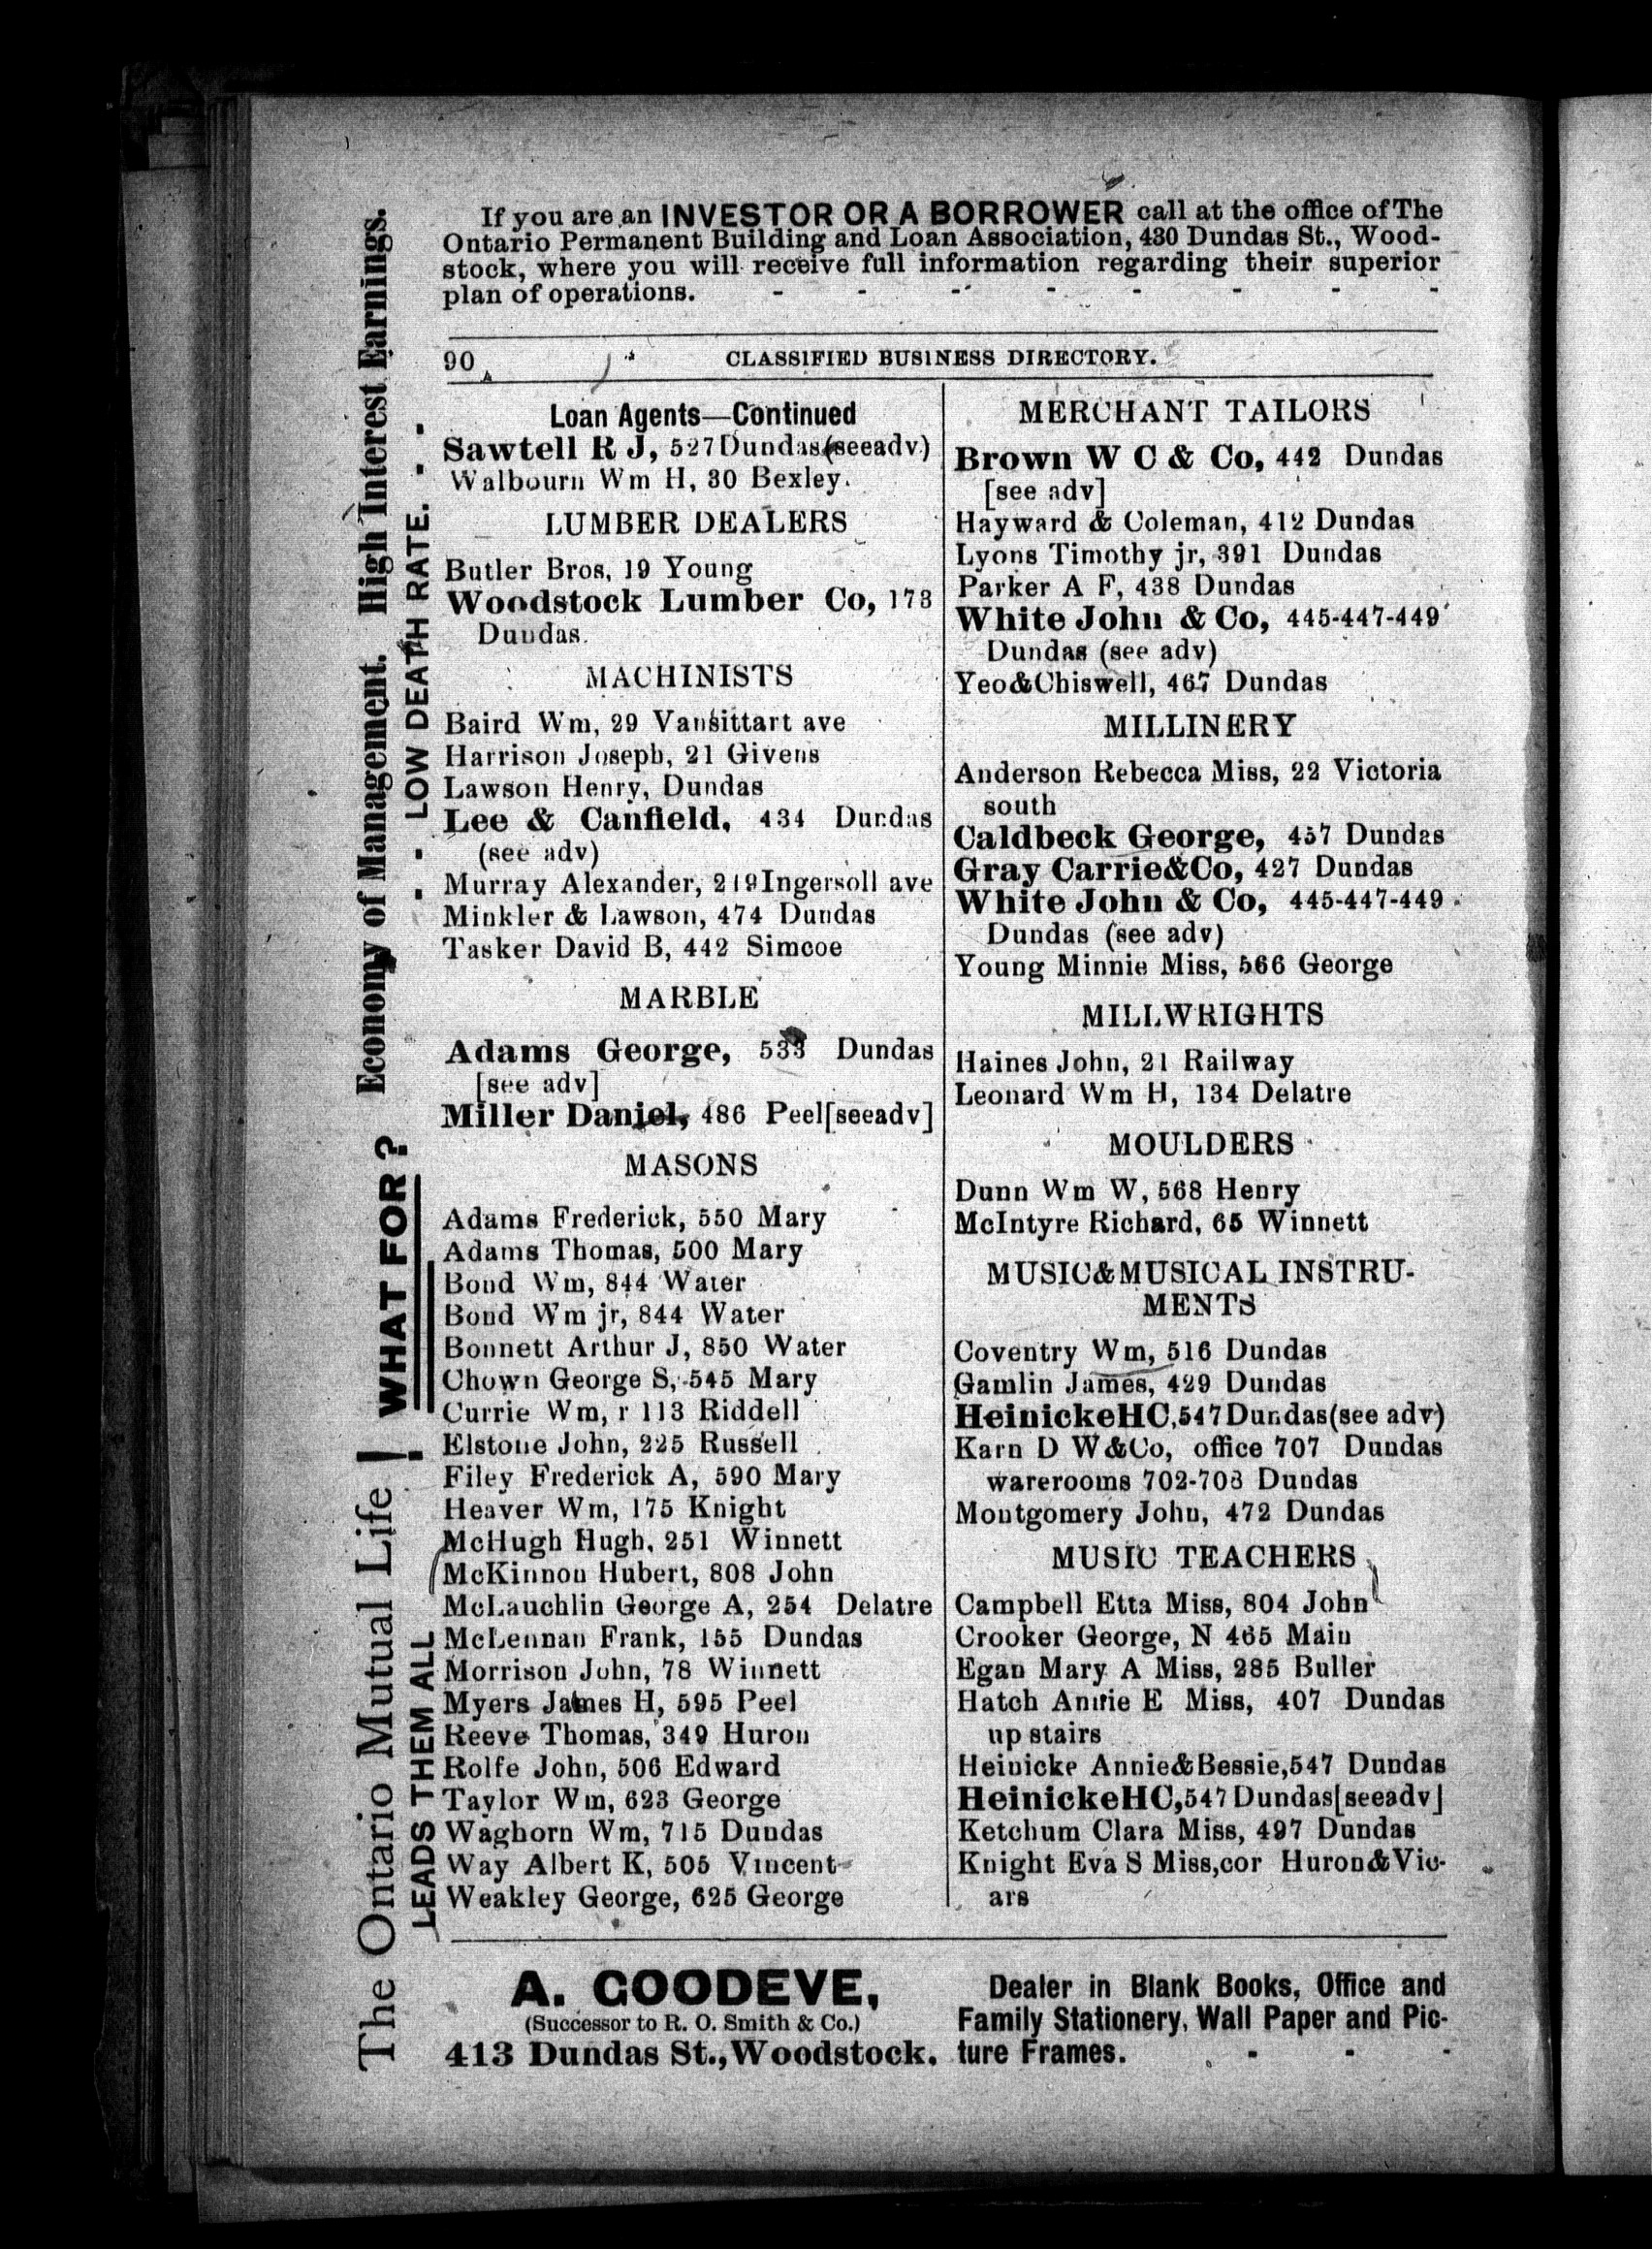 If you are an INVESTOR OR A BORROWER call at the office of The
Ontario Permanent Building and Loan Association, 430 Dundas St., Wood-
stock, where you will receive full information regarding their superior
plan of operations. - - - - - - - -
90 CLASSIFIED BUSINESS DIRECTORY.
Loan Agents—Continued
Sawtell R J, 527 Dundas (see adv)
Walbourn Wm H, 30 Bexley.
LUMBER DEALERS
Butler Bros, 19 Young
Woodstock Lumber Co, 173
Dundas.
MACHINISTS
Baird Wm, 29 Vansittart ave
Harrison Joseph, 21 Givens
Lawson Henry, Dundas
Lee & Canfield, 434 Dundas
(see adv)
Murray Alexander, 219 Ingersoll ave
Minkler & Lawson, 474 Dundas
Tasker David B, 442 Simcoe
MARBLE
Adams George, 533 Dundas
[see adv]
Miller Daniel, 486 Peel [see adv]
MASONS
Adams Frederick, 550 Mary
Adams Thomas, 500 Mary
Bond Wm, 844 Water
Bond Wm jr, 844 Water
Bonnett Arthur J, 850 Water
Chown George S, 545 Mary
Currie Wm, r 113 Riddell
Elstone John, 225 Russell
Filey Frederick A, 590 Mary
Heaver Wm, 175 Knight
McHugh Hugh, 251 Winnett
McKinnon Hubert, 808 John
McLauchlin George A, 254 Delatre
McLennan Frank, 155 Dundas
Morrison John, 78 Winnett
Myers James H, 595 Peel
Reeve Thomas, 349 Huron
Rolfe John, 506 Edward
Taylor Wm, 623 George
Waghorn Wm, 715 Dundas
Way Albert K, 505 Vincent
Weakley George, 625 George
MERCHANT TAILORS
Brown W C & Co, 442 Dundas
[see adv]
Hayward & Coleman, 412 Dundas
Lyons Timothy jr, 391 Dundas
Parker A F, 438 Dundas
White John & Co, 445-447-449
Dundas (see adv)
Yeo & Chiswell, 467 Dundas
MILLINERY
Anderson Rebecca Miss, 22 Victoria
south
Caldbeck George, 457 Dundas
Gray Carrie & Co, 427 Dundas
White John & Co, 445-447-449
Dundas (see adv)
Young Minnie Miss, 566 George
MILLWRIGHTS
Haines John, 21 Railway
Leonard Wm H, 134 Delatre
MOULDERS
Dunn Wm W, 568 Henry
McIntyre Richard, 65 Winnett
MUSIC & MUSICAL INSTRU-
MENTS
Coventry Wm, 516 Dundas
Gamlin James, 429 Dundas
Heinicke H C, 547 Dundas (see adv)
Karn D W & Co, office 707 Dundas
warerooms 702-703 Dundas
Montgomery John, 472 Dundas
MUSIC TEACHERS
Campbell Etta Miss, 804 John
Crooker George, N 465 Main
Egan Mary A Miss, 285 Buller
Hatch Annie E Miss, 407 Dundas
up stairs
Heinicke Annie & Bessie, 547 Dundas
Heinicke H C, 547 Dundas [see adv]
Ketchum Clara Miss, 497 Dundas
Knight Eva S Miss, cor Huron & Vic-
ars
The Ontario Mutual Life ! WHAT FOR ? Economy of Management. High Interest Earnings.
LEADS THEM ALL ! - - LOW DEATH RATE. - -
A. GOODEVE,
(Successor to R. O. Smith & Co.)
413 Dundas St., Woodstock.
Dealer in Blank Books, Office and
Family Stationery, Wall Paper and Pic-
ture Frames. - - -